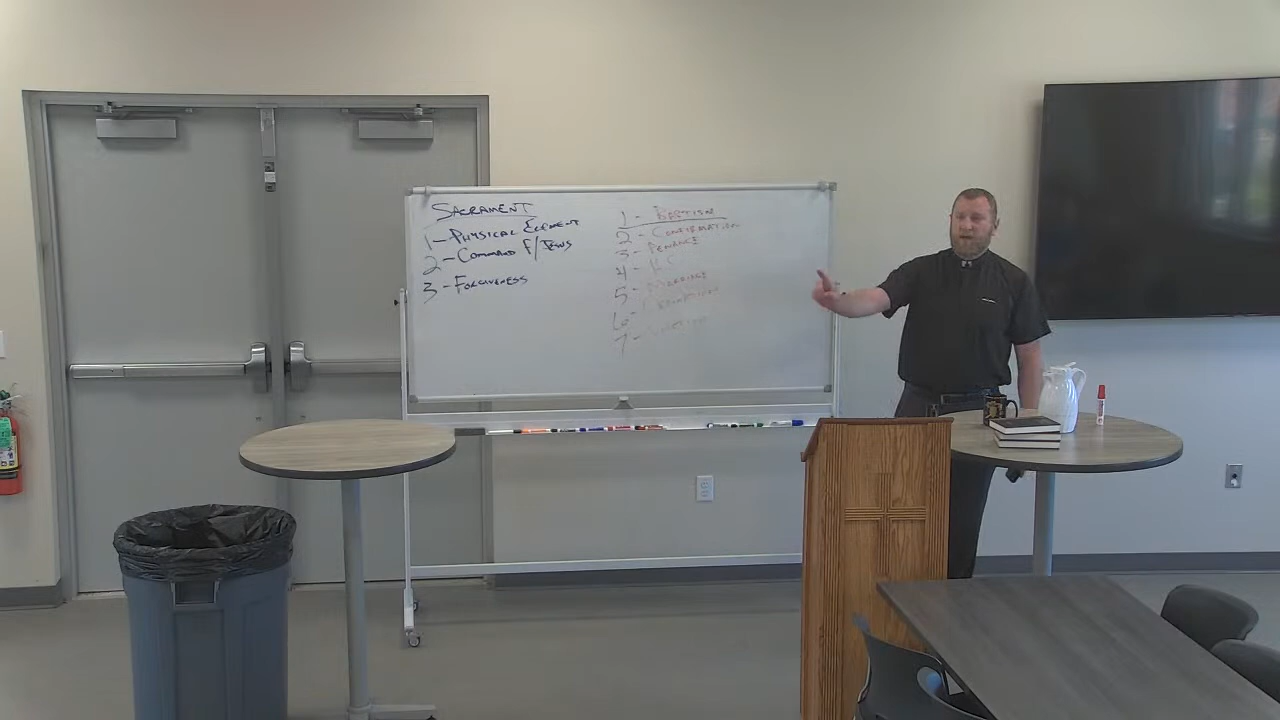 SACRAMENT
1-PHYSICAL ELEMENT
2-COMMAND F/JESUS
3-FORGIVENESS
1- BAPTISM
2- CONFIRMATION
3- PENANCE
4-
5- MARRIAGE
6-
7-